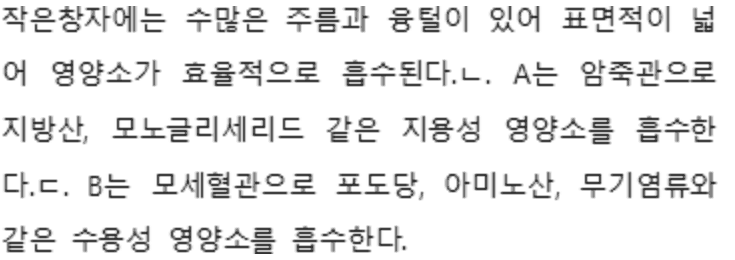 작은창자에는 수많은 주름과 융털이 있어 표면적이 넓
어 영양소가 효율적으로 흡수된다.ㄴ. A는 암죽관으로
지방산, 모노글리세리드 같은 지용성 영양소를 흡수한
다.ㄷ. B는 모세혈관으로 포도당, 아미노산, 무기염류와
같은 수용성 영양소를 흡수한다.